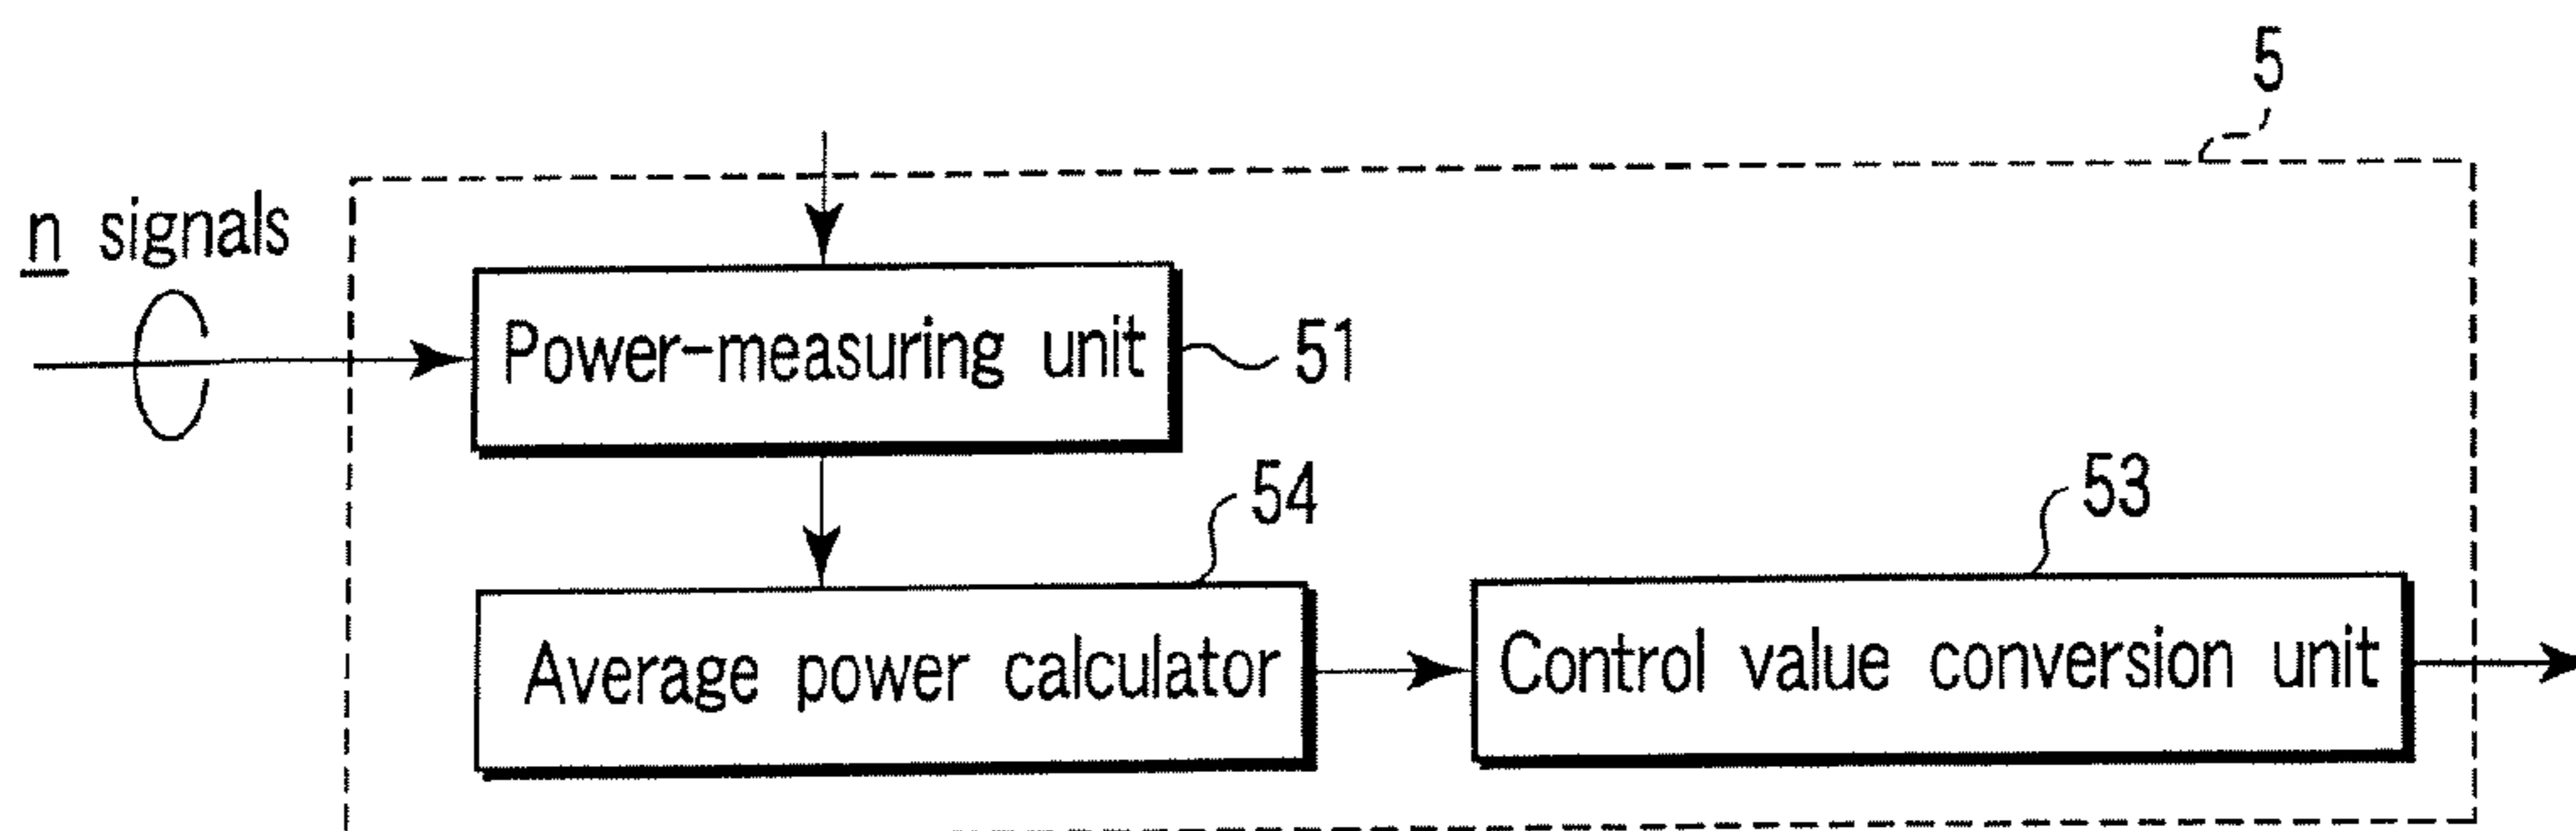 5
n signals
Power-measuring unit
51
54
53
Average power calculator
Control value conversion unit